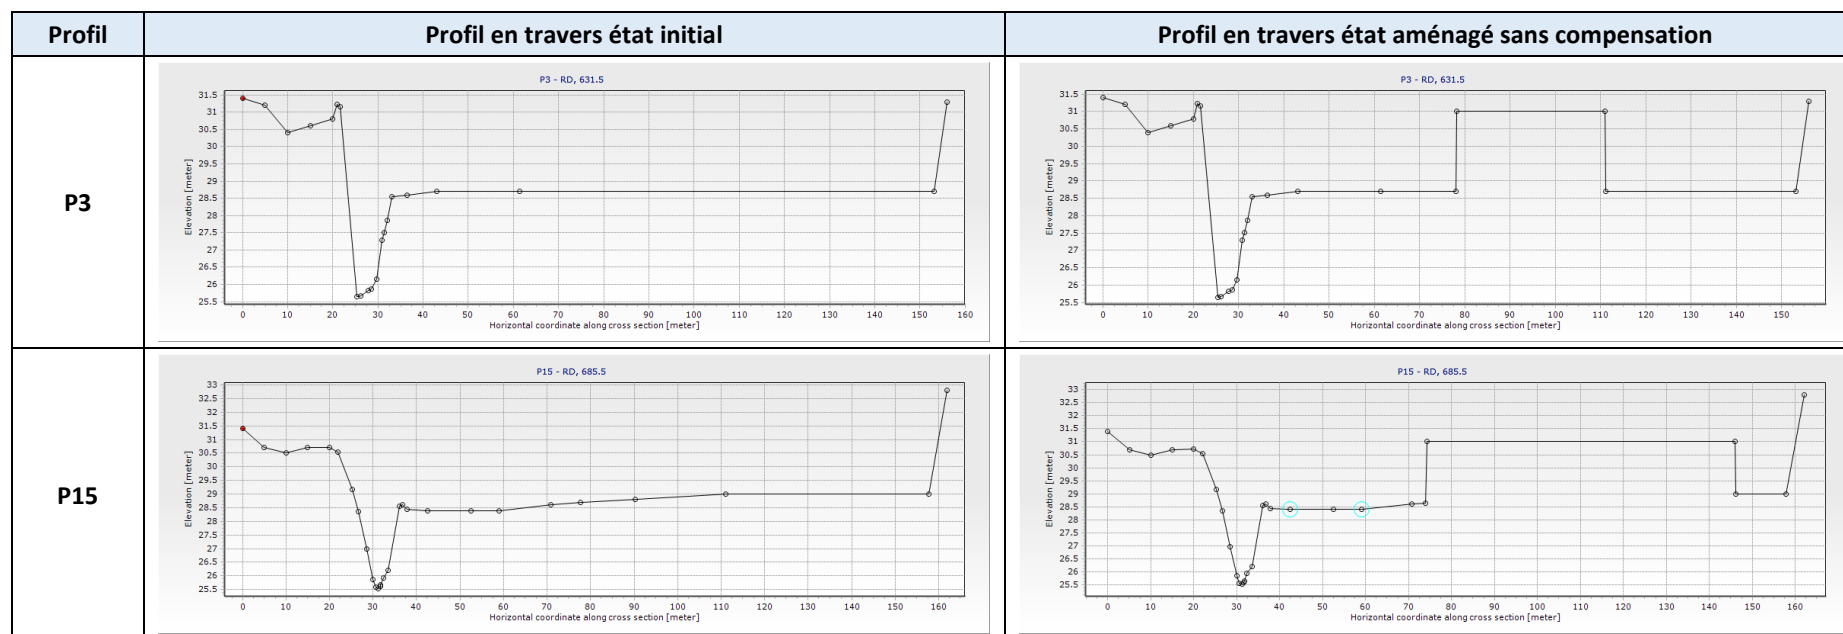 Profil
Profil en travers état initial
Profil en travers état aménagé sans compensation
P3
P3 - RD, 631.5
Elevation [meter]
31.5
31
30.5
30
29.5
29
28.5
28
27.5
27
26.5
26
25.5
0 10 20 30 40 50 60 70 80 90 100 110 120 130 140 150 160
Horizontal coordinate along cross section [meter]
P3 - RD, 631.5
Elevation [meter]
31.5
31
30.5
30
29.5
29
28.5
28
27.5
27
26.5
26
25.5
0 10 20 30 40 50 60 70 80 90 100 110 120 130 140 150
Horizontal coordinate along cross section [meter]
P15
P15 - RD, 685.5
Elevation [meter]
33
32.5
32
31.5
31
30.5
30
29.5
29
28.5
28
27.5
27
26.5
26
25.5
0 10 20 30 40 50 60 70 80 90 100 110 120 130 140 150 160
Horizontal coordinate along cross section [meter]
P15 - RD, 685.5
Elevation [meter]
33
32.5
32
31.5
31
30.5
30
29.5
29
28.5
28
27.5
27
26.5
26
25.5
0 10 20 30 40 50 60 70 80 90 100 110 120 130 140 150 160
Horizontal coordinate along cross section [meter]